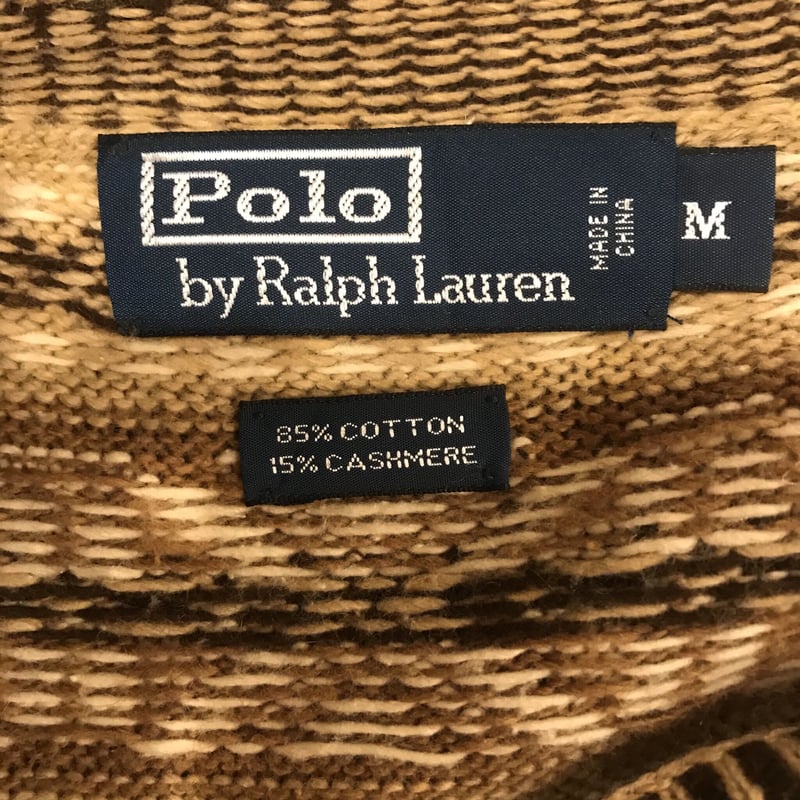 Polo
by Ralph Lauren
MADE IN
CHINA
M
85% COTTON
15% CASHMERE